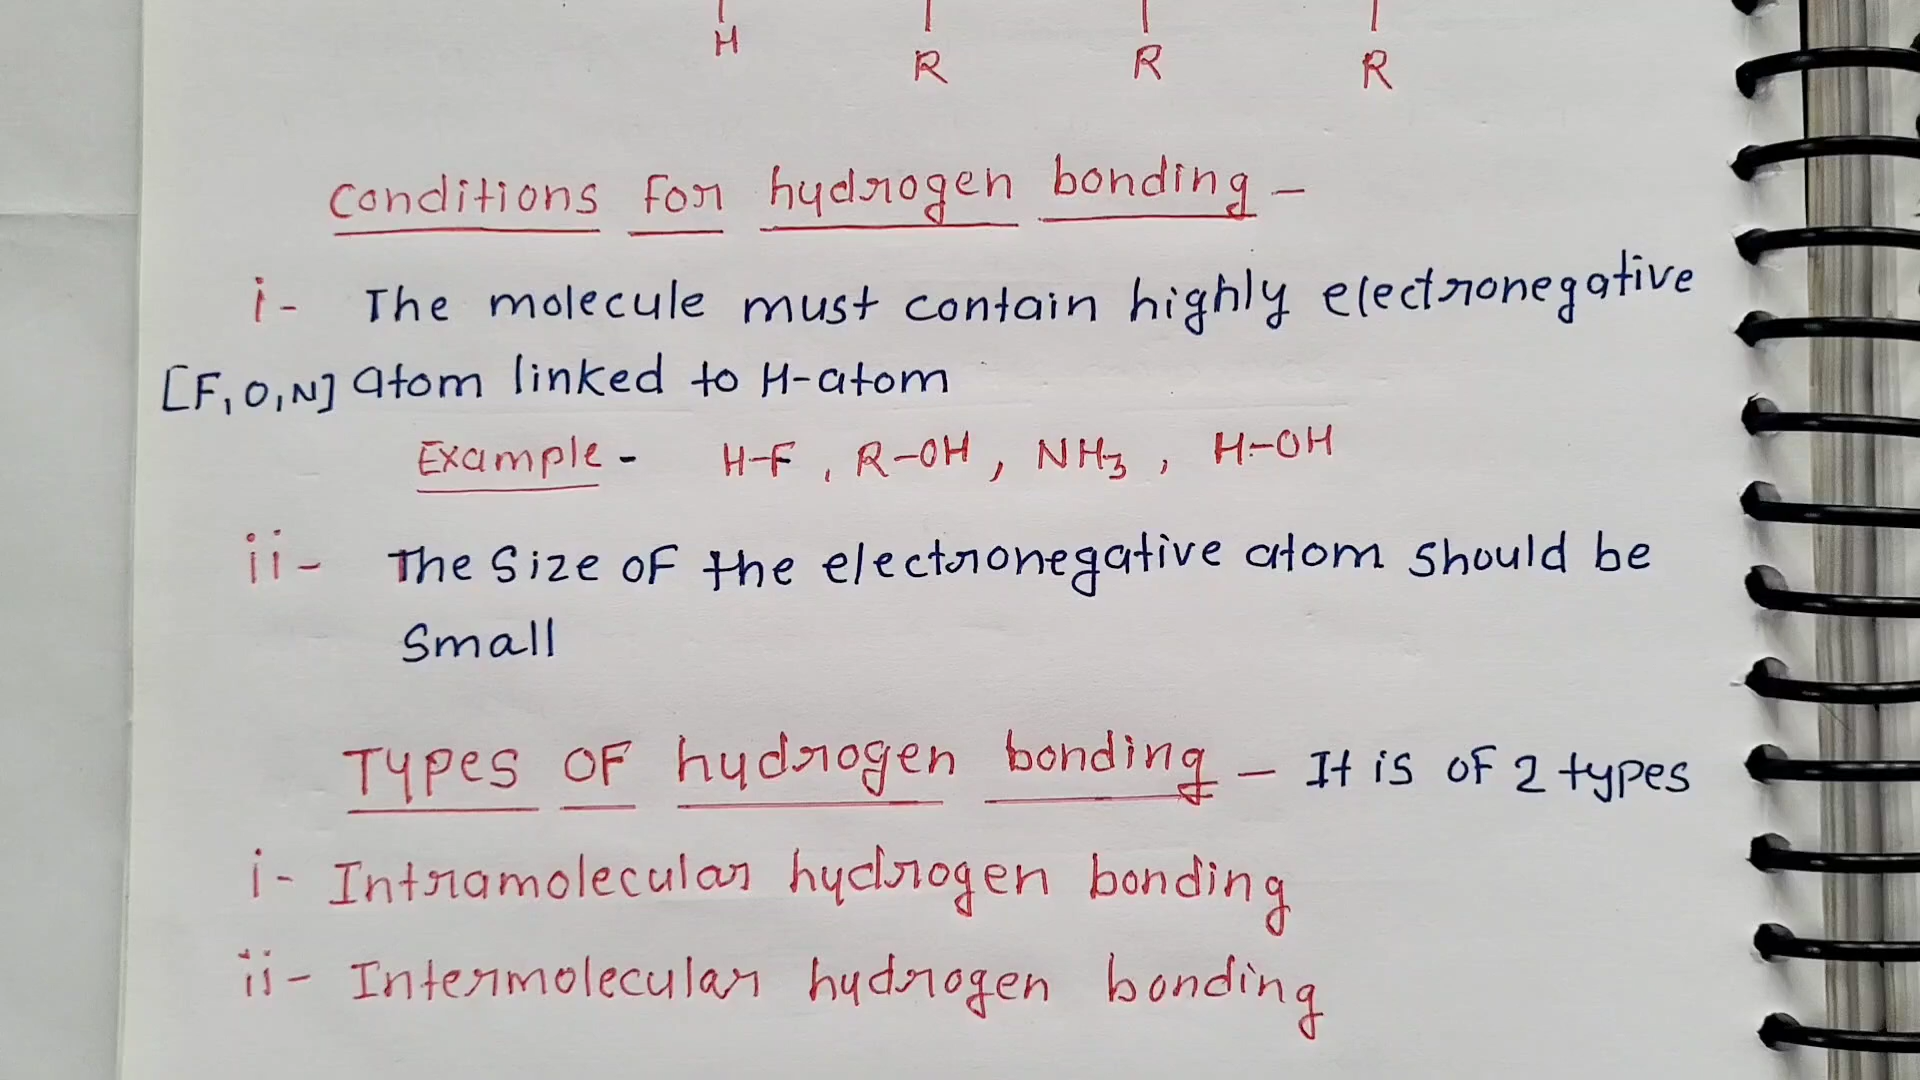 H R R R
Conditions for hydrogen bonding -
i- The molecule must contain highly electronegative
[F, O, N] atom linked to H-atom
Example - H-F, R-OH, NH3, H-OH
ii- The Size of the electronegative atom should be
Small
Types of hydrogen bonding - It is of 2 types
i- Intramolecular hydrogen bonding
ii- Intermolecular hydrogen bonding